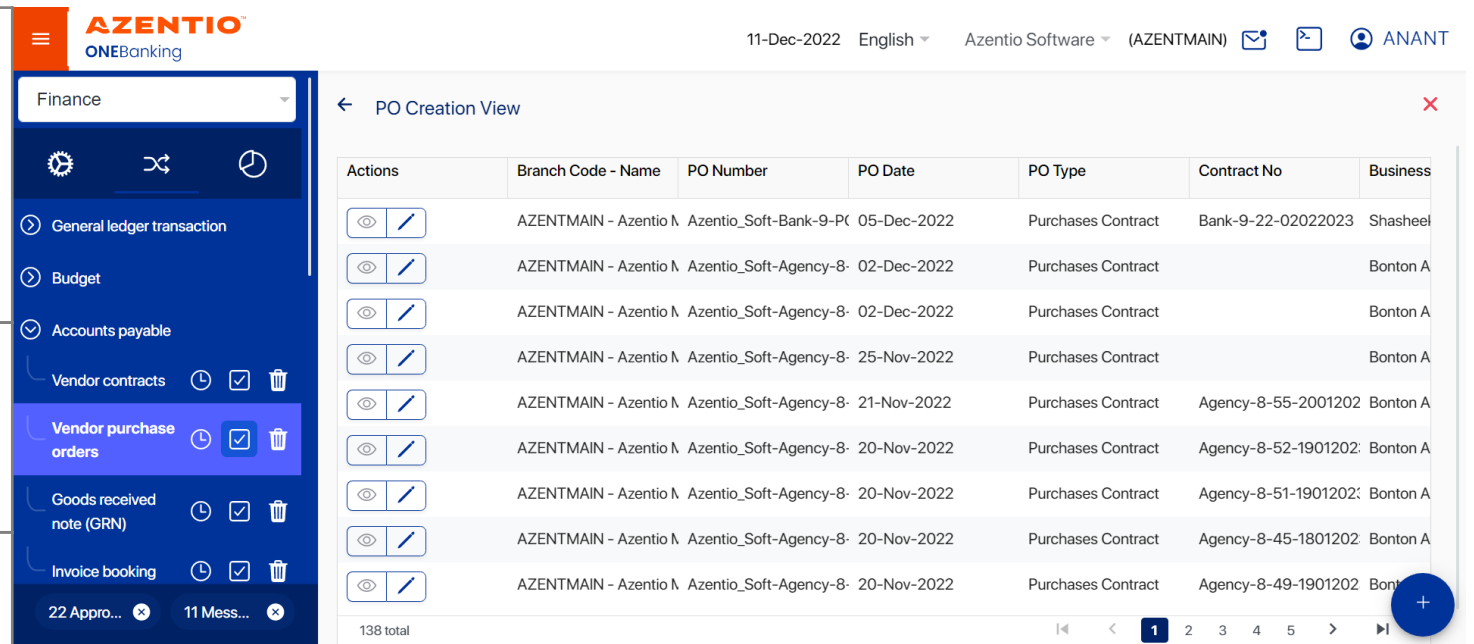 AZENTIO™
ONEBanking
11-Dec-2022 English Azentio Software (AZENTMAIN) ANANT
Finance
General ledger transaction
Budget
Accounts payable
Vendor contracts
Vendor purchase
orders
Goods received
note (GRN)
Invoice booking
22 Appro... 11 Mess...
PO Creation View
Actions Branch Code - Name PO Number PO Date PO Type Contract No Business
AZENTMAIN - Azentio Azentio_Soft-Bank-9-PO 05-Dec-2022 Purchases Contract Bank-9-22-02022023 Shasheek
AZENTMAIN - Azentio Azentio_Soft-Agency-8- 02-Dec-2022 Purchases Contract Bonton A
AZENTMAIN - Azentio Azentio_Soft-Agency-8- 02-Dec-2022 Purchases Contract Bonton A
AZENTMAIN - Azentio Azentio_Soft-Agency-8- 25-Nov-2022 Purchases Contract Bonton A
AZENTMAIN - Azentio Azentio_Soft-Agency-8- 21-Nov-2022 Purchases Contract Agency-8-55-2001202 Bonton A
AZENTMAIN - Azentio Azentio_Soft-Agency-8- 20-Nov-2022 Purchases Contract Agency-8-52-1901202 Bonton A
AZENTMAIN - Azentio Azentio_Soft-Agency-8- 20-Nov-2022 Purchases Contract Agency-8-51-1901202 Bonton A
AZENTMAIN - Azentio Azentio_Soft-Agency-8- 20-Nov-2022 Purchases Contract Agency-8-45-1801202 Bonton A
AZENTMAIN - Azentio Azentio_Soft-Agency-8- 20-Nov-2022 Purchases Contract Agency-8-49-1901202 Bont
138 total 1 2 3 4 5